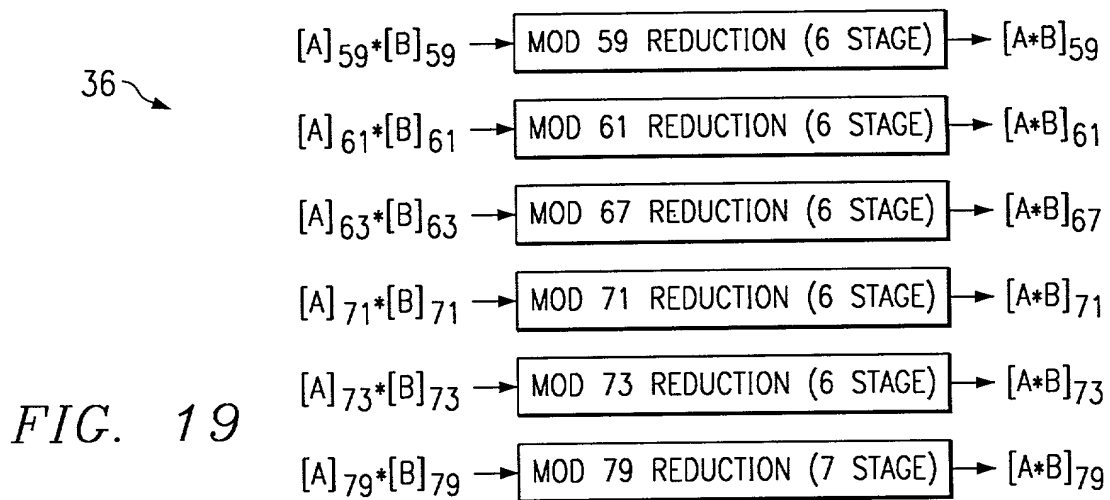 [A]59*[B]59 MOD 59 REDUCTION (6 STAGE) [A*B]59
36
[A]61*[B]61 MOD 61 REDUCTION (6 STAGE) [A*B]61
[A]63*[B]63 MOD 67 REDUCTION (6 STAGE) [A*B]67
[A]71*[B]71 MOD 71 REDUCTION (6 STAGE) [A*B]71
[A]73*[B]73 MOD 73 REDUCTION (6 STAGE) [A*B]73
FIG. 19
[A]79*[B]79 MOD 79 REDUCTION (7 STAGE) [A*B]79